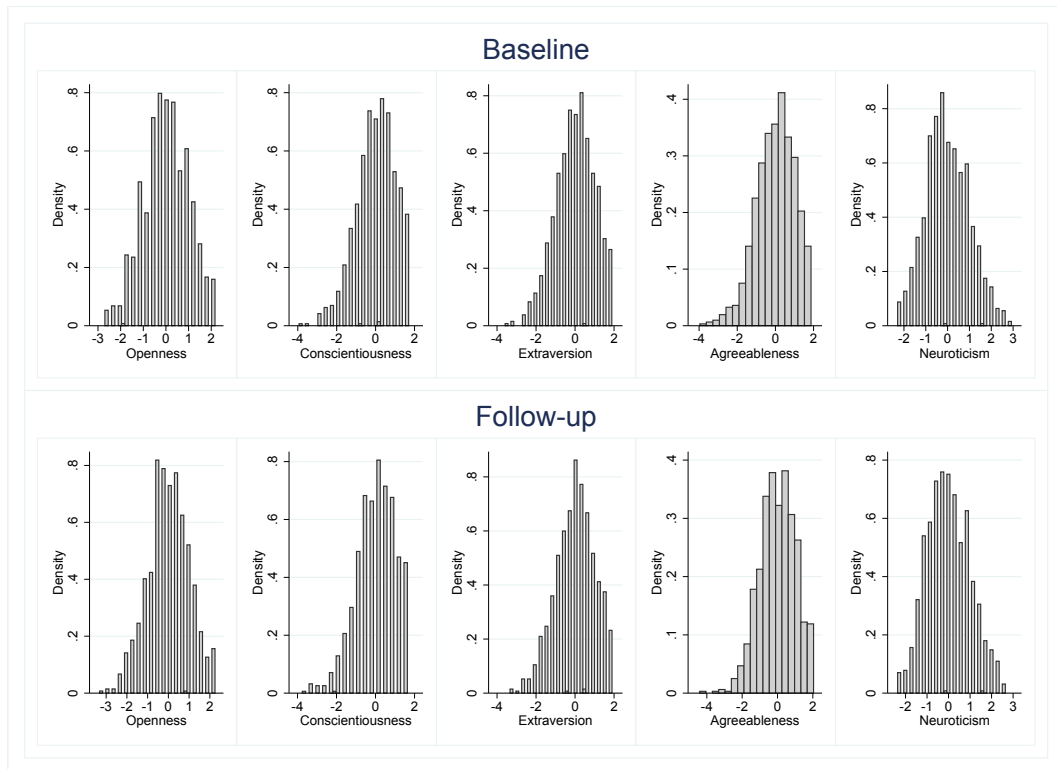 Baseline
Density
0 .2 .4 .6 .8
-3 -2 -1 0 1 2
Openness
Density
0 .2 .4 .6 .8
-4 -2 0 2
Conscientiousness
Density
0 .2 .4 .6 .8
-4 -2 0 2
Extraversion
Density
0 .1 .2 .3 .4
-4 -2 0 2
Agreeableness
Density
0 .2 .4 .6 .8
-2 -1 0 1 2 3
Neuroticism
Follow-up
Density
0 .2 .4 .6 .8
-3 -2 -1 0 1 2
Openness
Density
0 .2 .4 .6 .8
-4 -2 0 2
Conscientiousness
Density
0 .2 .4 .6 .8
-4 -2 0 2
Extraversion
Density
0 .1 .2 .3 .4
-4 -2 0 2
Agreeableness
Density
0 .2 .4 .6 .8
-2 -1 0 1 2 3
Neuroticism